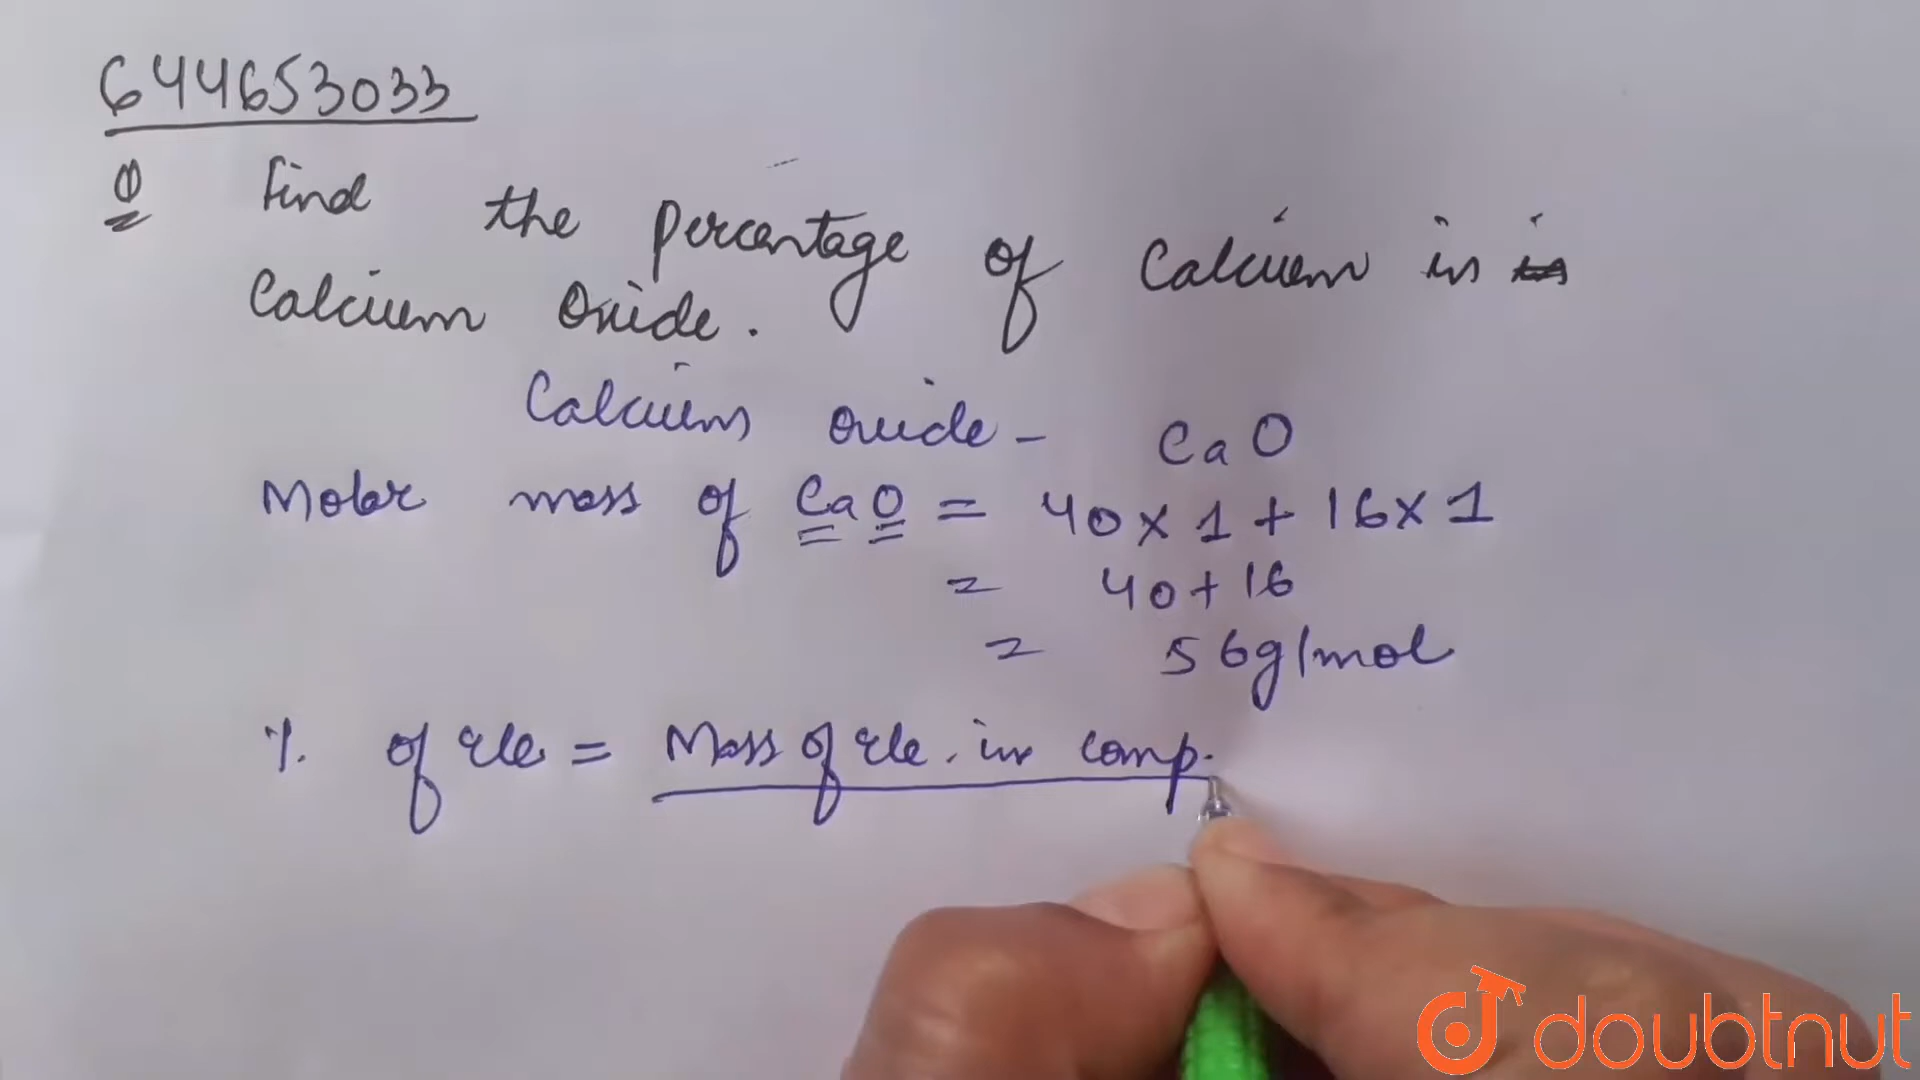 644653033
Q Find the Percentage of Calcium in in
Calcium Oxide.
Calcium oxide - CaO
Molar mass of CaO = 40 x 1 + 16 x 1
= 40 + 16
= 56g/mol
% of ele = Mass of ele. in comp.
doubtnut